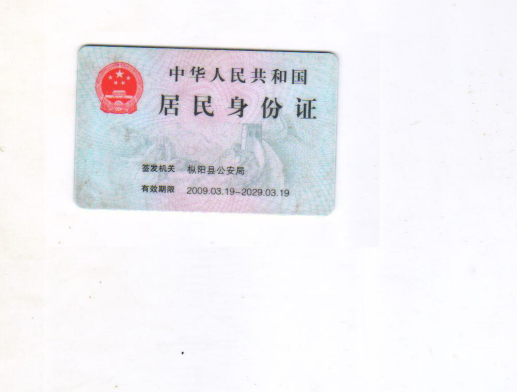 中华人民共和国
居民身份证
签发机关 枞阳县公安局
有效期限 2009.03.19-2029.03.19